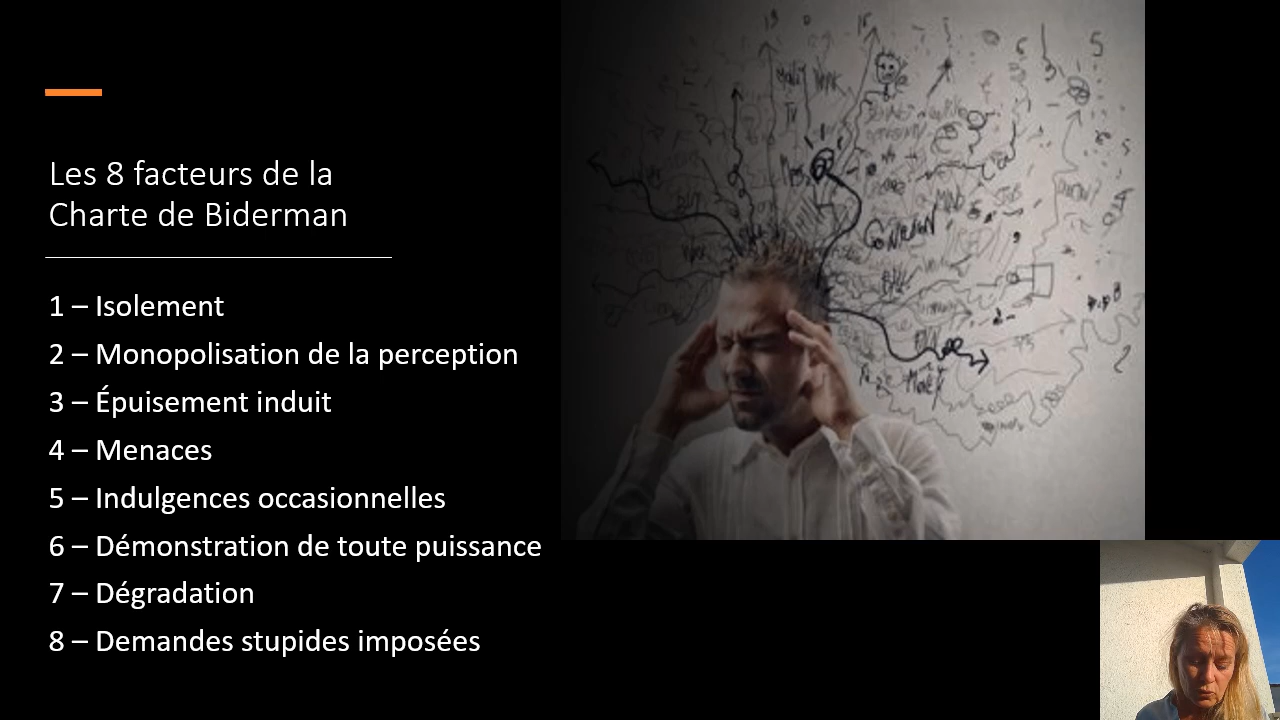 Les 8 facteurs de la
Charte de Biderman
1 – Isolement
2 – Monopolisation de la perception
3 – Épuisement induit
4 – Menaces
5 – Indulgences occasionnelles
6 – Démonstration de toute puissance
7 – Dégradation
8 – Demandes stupides imposées